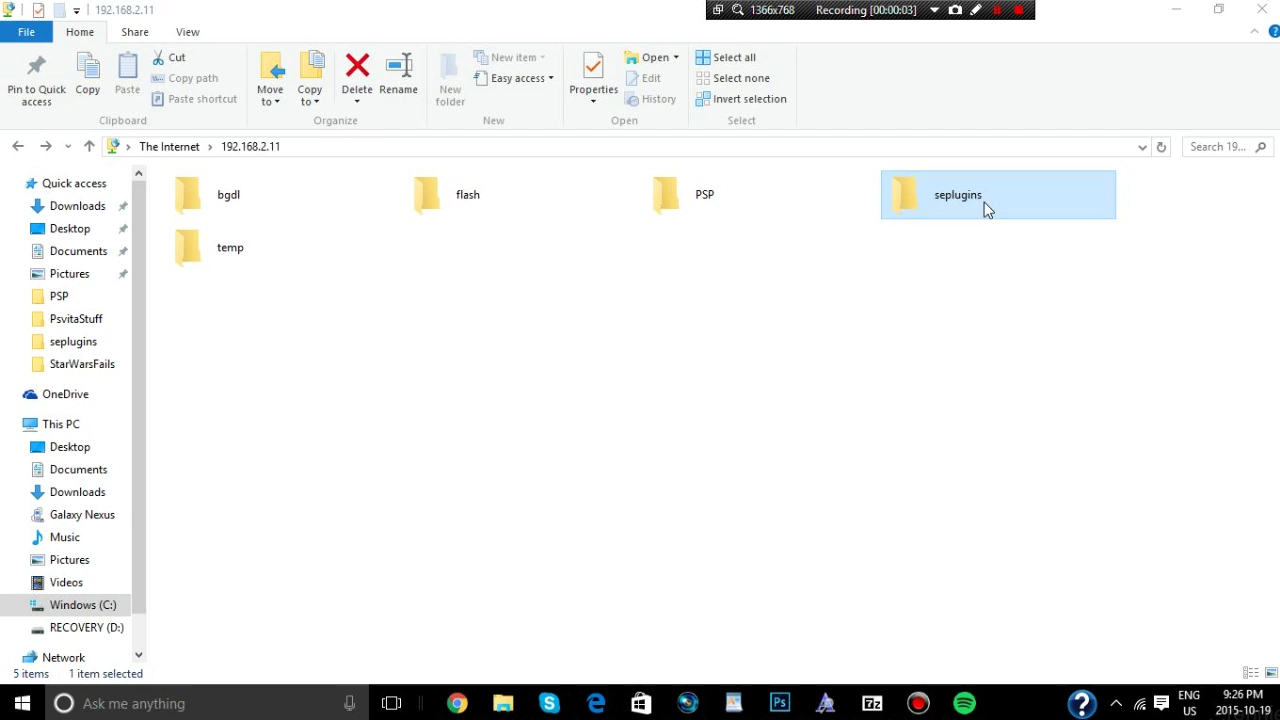 192.168.2.11
1366x768 Recording [00:00:03]
File Home Share View
Pin to Quick access
Copy
Paste
Cut
Copy path
Paste shortcut
Clipboard
Move to
Copy to
Delete
Rename
Organize
New folder
New item
Easy access
New
Properties
Open
Edit
History
Open
Select all
Select none
Invert selection
Select
The Internet 192.168.2.11
Search 19...
Quick access
Downloads
Desktop
Documents
Pictures
PSP
PsvitaStuff
seplugins
StarWarsFails
OneDrive
This PC
Desktop
Documents
Downloads
Galaxy Nexus
Music
Pictures
Videos
Windows (C:)
RECOVERY (D:)
Network
bgdl
flash
PSP
seplugins
temp
5 items 1 item selected
Ask me anything
Ps
7z
ENG
US
9:26 PM
2015-10-19